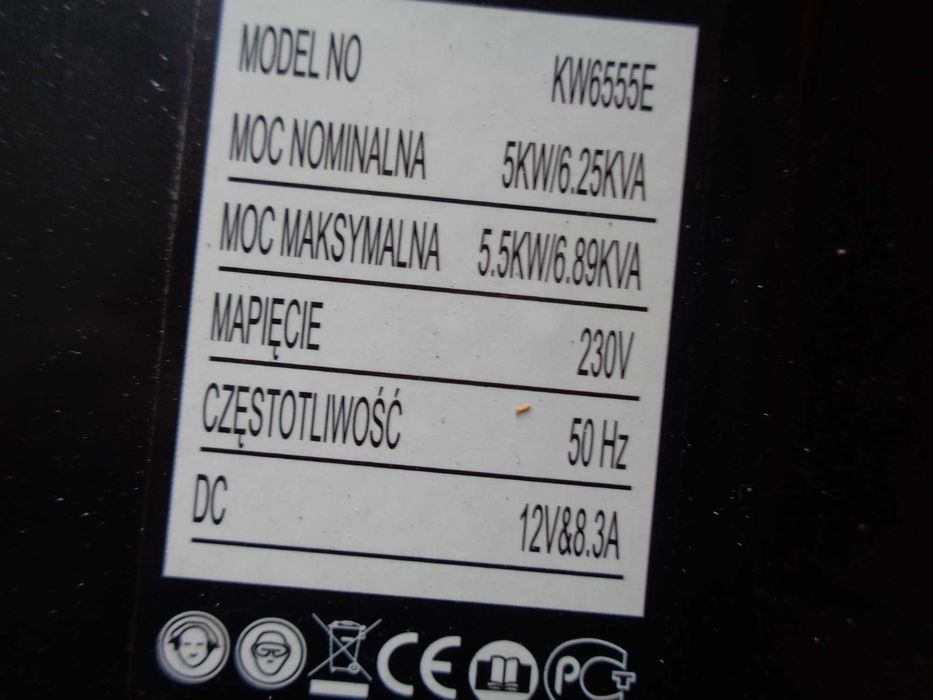 MODEL NO KW6555E
MOC NOMINALNA 5KW/6.25KVA
MOC MAKSYMALNA 5.5KW/6.89KVA
MAPIĘCIE 230V
CZĘSTOTLIWOŚĆ 50 Hz
DC 12V&8.3A
CE PCT